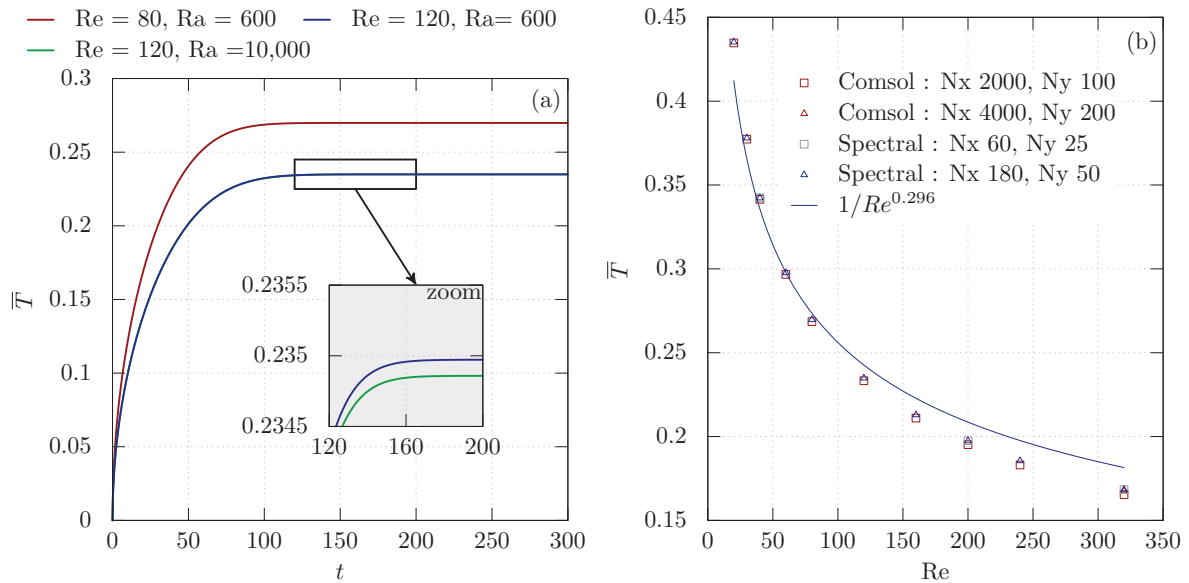 Re = 80, Ra = 600
Re = 120, Ra= 600
Re = 120, Ra =10,000
(a)
0.3
0.25
0.2
0.15
0.1
0.05
0
T
0 50 100 150 200 250 300
t
zoom
0.2355
0.235
0.2345
120 160 200
(b)
Comsol : Nx 2000, Ny 100
Comsol : Nx 4000, Ny 200
Spectral : Nx 60, Ny 25
Spectral : Nx 180, Ny 50
1/Re^0.296
0.45
0.4
0.35
0.3
0.25
0.2
0.15
T
0 50 100 150 200 250 300 350
Re